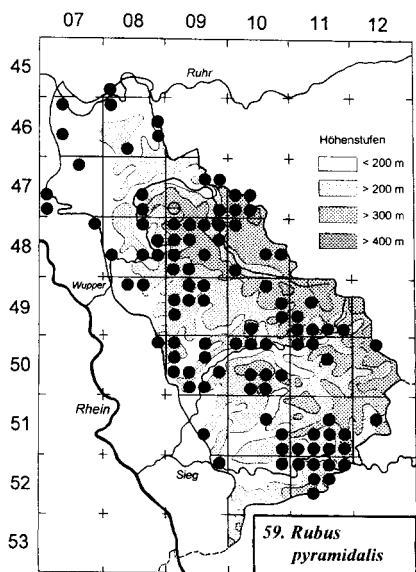 07 08 09 10 11 12
45
46
47
48
49
50
51
52
53
Ruhr
Höhenstufen
< 200 m
> 200 m
> 300 m
> 400 m
Wupper
Rhein
Sieg
59. Rubus
pyramidalis